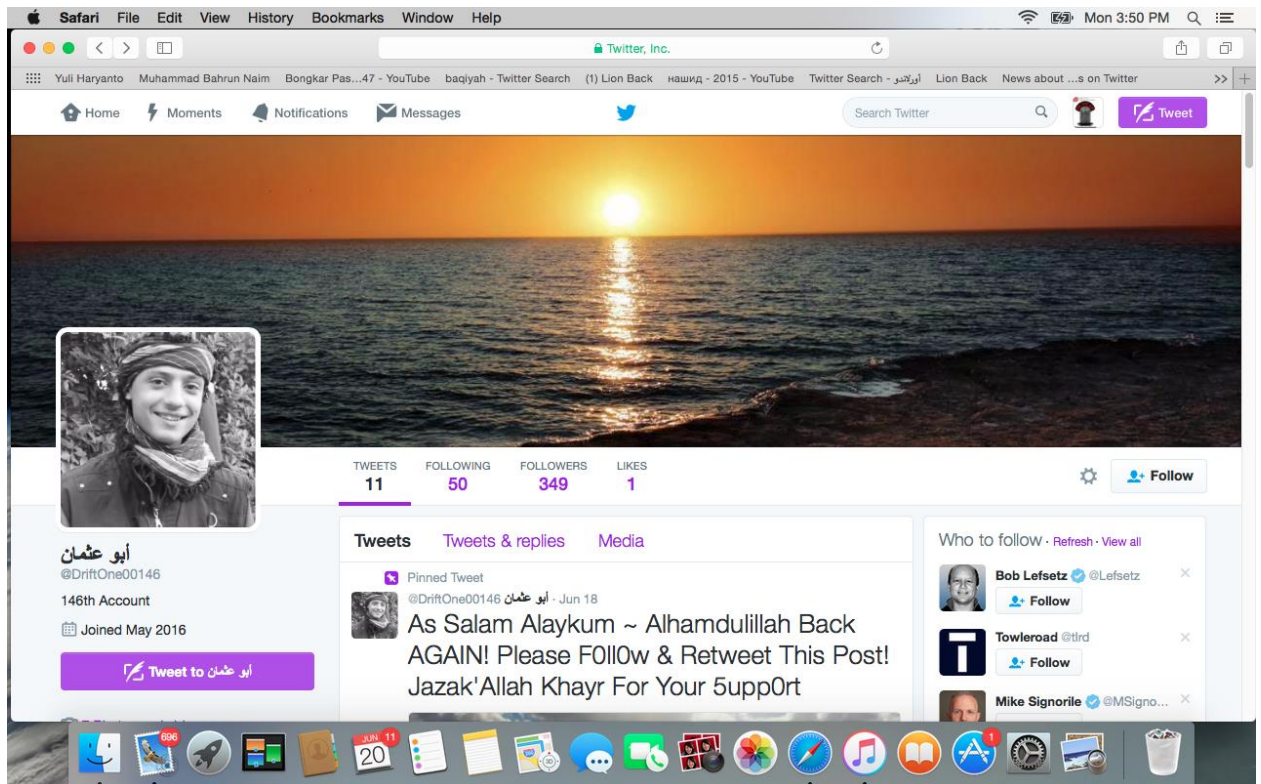 Safari File Edit View History Bookmarks Window Help Mon 3:50 PM
Twitter, Inc.
Yuli Haryanto Muhammad Bahrun Naim Bongkar Pas...47 - YouTube baqiyah - Twitter Search (1) Lion Back нашид - 2015 - YouTube Twitter Search - أورلاندو Lion Back News about ...s on Twitter >>
Home Moments Notifications Messages Search Twitter Tweet
TWEETS FOLLOWING FOLLOWERS LIKES
11 50 349 1
Follow
أبو عثمان
@DriftOne00146
146th Account
Joined May 2016
Tweet to أبو عثمان
Tweets Tweets & replies Media
Pinned Tweet
@DriftOne00146 أبو عثمان · Jun 18
As Salam Alaykum ~ Alhamdulillah Back
AGAIN! Please F0ll0w & Retweet This Post!
Jazak'Allah Khayr For Your 5upp0rt
Who to follow · Refresh · View all
Bob Lefsetz @Lefsetz
Follow
Towleroad @tlrd
Follow
Mike Signorile @MSigno...
696
JUN 11
20
1